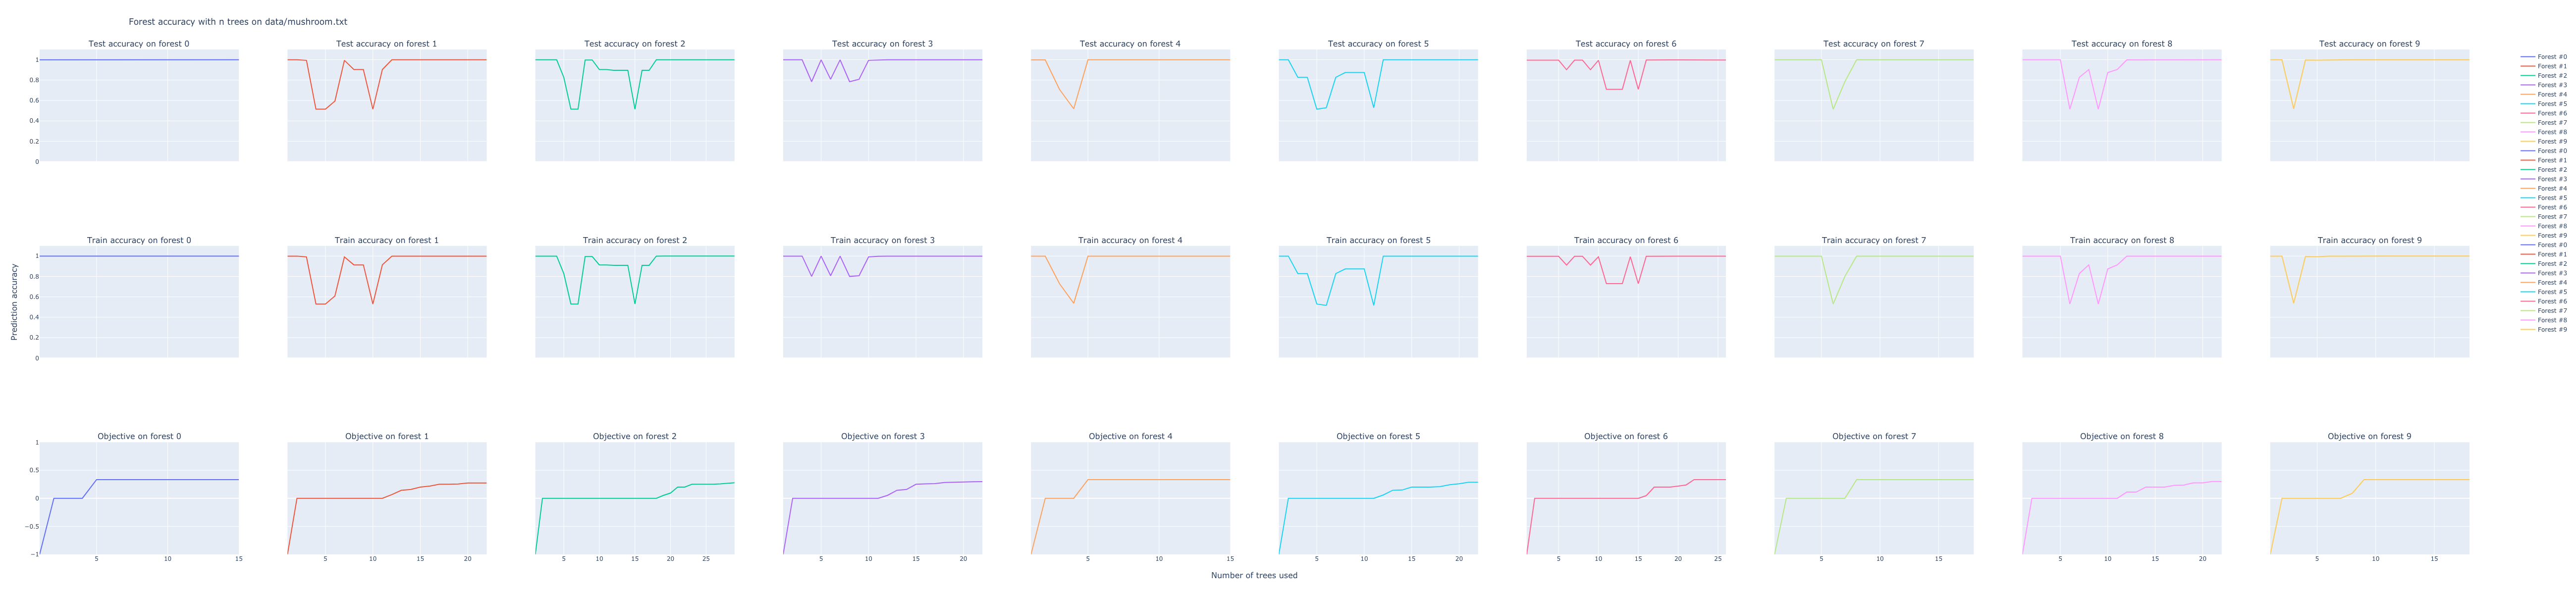 Forest accuracy with n trees on data/mushroom.txt
Test accuracy on forest 0
Test accuracy on forest 1
Test accuracy on forest 2
Test accuracy on forest 3
Test accuracy on forest 4
Test accuracy on forest 5
Test accuracy on forest 6
Test accuracy on forest 7
Test accuracy on forest 8
Test accuracy on forest 9
1
0.8
0.6
0.4
0.2
0
Train accuracy on forest 0
Train accuracy on forest 1
Train accuracy on forest 2
Train accuracy on forest 3
Train accuracy on forest 4
Train accuracy on forest 5
Train accuracy on forest 6
Train accuracy on forest 7
Train accuracy on forest 8
Train accuracy on forest 9
1
0.8
0.6
0.4
0.2
0
Prediction accuracy
Objective on forest 0
Objective on forest 1
Objective on forest 2
Objective on forest 3
Objective on forest 4
Objective on forest 5
Objective on forest 6
Objective on forest 7
Objective on forest 8
Objective on forest 9
1
0.5
0
−0.5
−1
5 10 15
5 10 15 20
5 10 15 20 25
5 10 15 20
5 10 15
5 10 15 20
5 10 15 20 25
5 10 15
5 10 15 20
5 10 15
Number of trees used
Forest #0
Forest #1
Forest #2
Forest #3
Forest #4
Forest #5
Forest #6
Forest #7
Forest #8
Forest #9
Forest #0
Forest #1
Forest #2
Forest #3
Forest #4
Forest #5
Forest #6
Forest #7
Forest #8
Forest #9
Forest #0
Forest #1
Forest #2
Forest #3
Forest #4
Forest #5
Forest #6
Forest #7
Forest #8
Forest #9